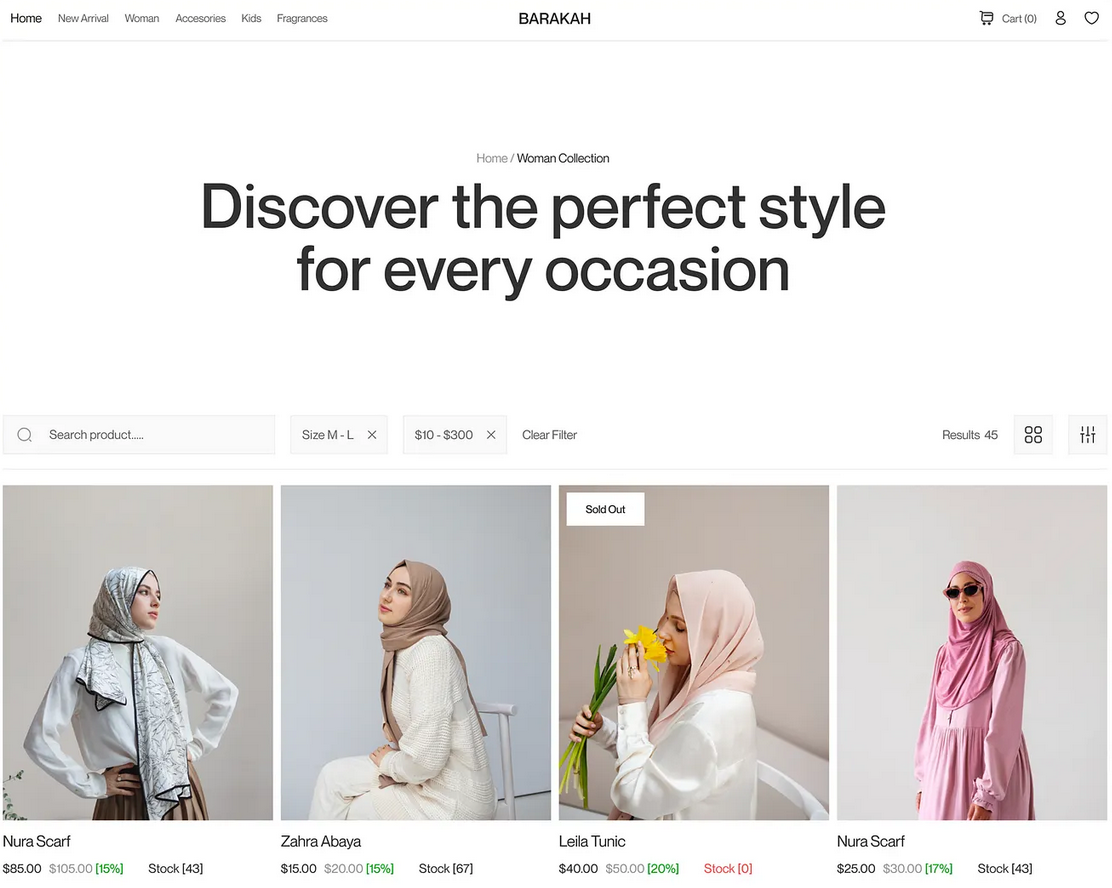 Home New Arrival Woman Accesories Kids Fragrances BARAKAH Cart (0)
Home / Woman Collection
Discover the perfect style
for every occasion
Search product..... Size M - L $10 - $300 Clear Filter Results 45
Sold Out
Nura Scarf Zahra Abaya Leila Tunic Nura Scarf
$85.00 $105.00 [15%] Stock [43] $15.00 $20.00 [15%] Stock [67] $40.00 $50.00 [20%] Stock [0] $25.00 $30.00 [17%] Stock [43]